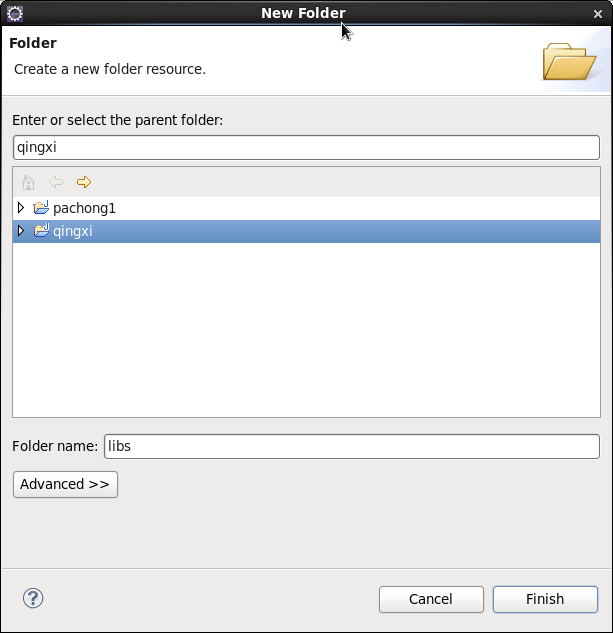 New Folder
Folder
Create a new folder resource.
Enter or select the parent folder:
qingxi
pachong1
qingxi
Folder name: libs
Advanced >>
? Cancel Finish